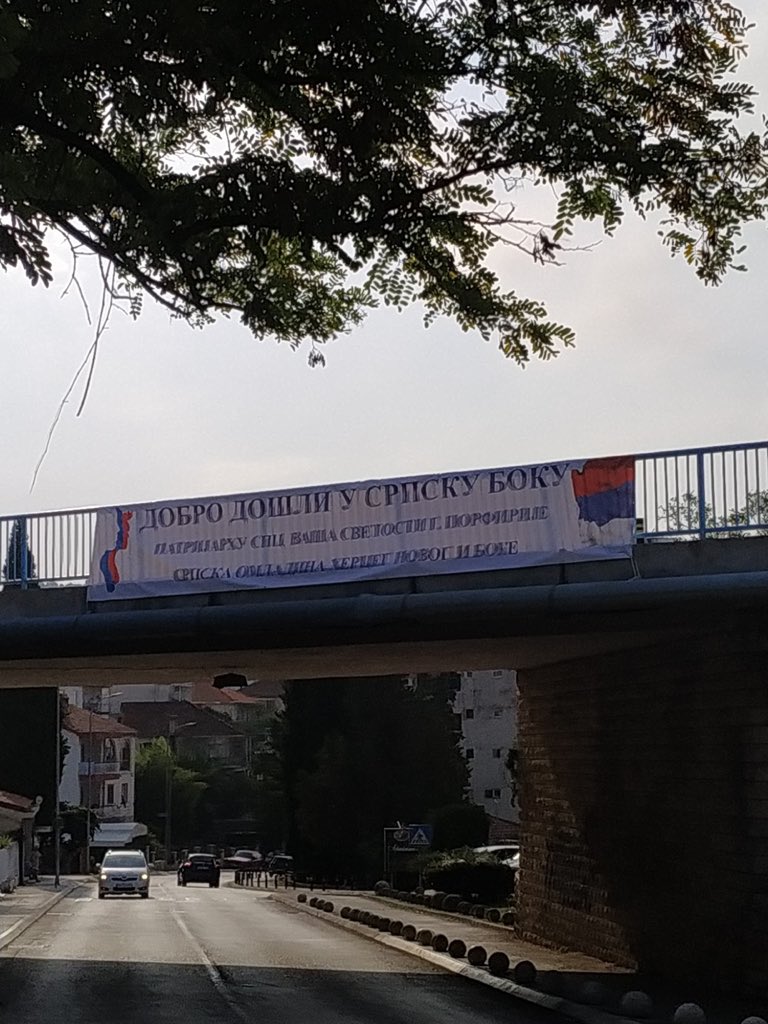 ДОБРО ДОШЛИ У СРПСКУ БОКУ
ПАТРИЈАРХУ СПЦ ВАША СВЕТОСТИ Г. ПОРФИРИЈЕ
СРПСКА ОМЛАДИНА ХЕРЦЕГ НОВОГ И БОКЕ